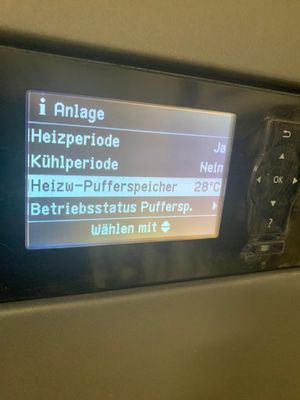 i Anlage
Heizperiode Ja
Kühlperiode Nein
Heizw-Pufferspeicher 28°C
Betriebsstatus Puffersp.
Wählen mit
OK
?